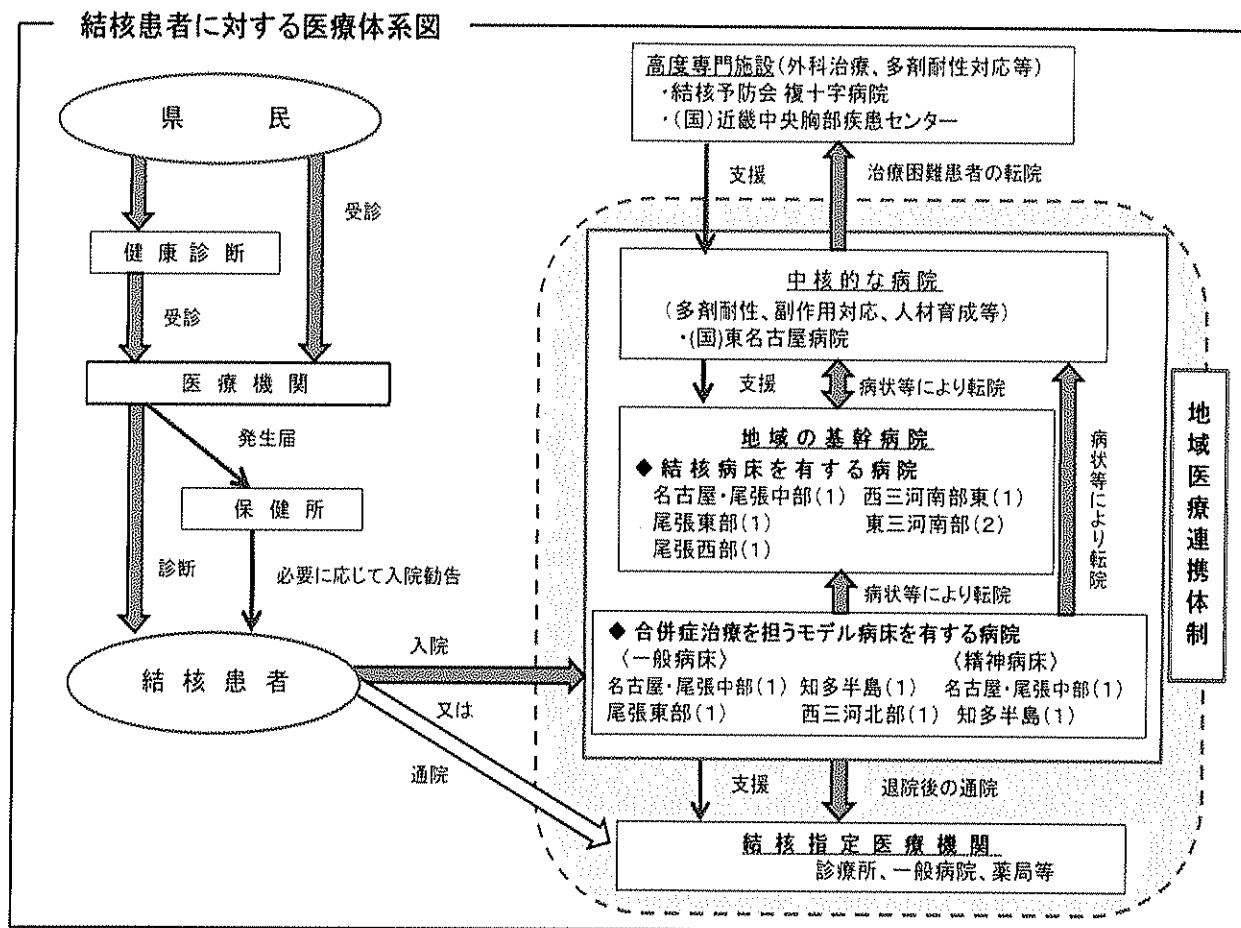 結核患者に対する医療体系図
県　民
受診
健康診断
受診
医療機関
発生届
保健所
診断
必要に応じて入院勧告
結核患者
入院
又は
通院
高度専門施設(外科治療、多剤耐性対応等)
・結核予防会 複十字病院
・(国)近畿中央胸部疾患センター
支援
治療困難患者の転院
中核的な病院
(多剤耐性、副作用対応、人材育成等)
・(国)東名古屋病院
支援
病状等により転院
地域の基幹病院
◆ 結核病床を有する病院
名古屋・尾張中部(1) 西三河南部東(1)
尾張東部(1) 東三河南部(2)
尾張西部(1)
病状等により転院
病状等により転院
◆ 合併症治療を担うモデル病床を有する病院
〈一般病床〉 〈精神病床〉
名古屋・尾張中部(1) 知多半島(1) 名古屋・尾張中部(1)
尾張東部(1) 西三河北部(1) 知多半島(1)
支援
退院後の通院
結核指定医療機関
診療所、一般病院、薬局等
地域医療連携体制